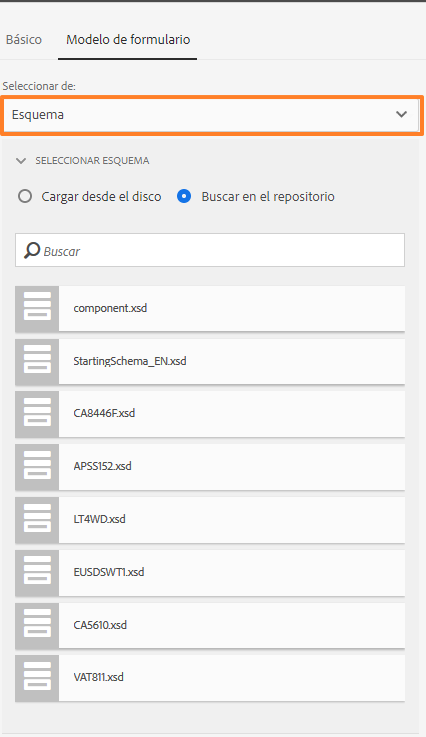 Básico Modelo de formulario
Seleccionar de:
Esquema
SELECCIONAR ESQUEMA
Cargar desde el disco Buscar en el repositorio
Buscar
component.xsd
StartingSchema_EN.xsd
CA8446F.xsd
APSS152.xsd
LT4WD.xsd
EUSDSWT1.xsd
CA5610.xsd
VAT811.xsd